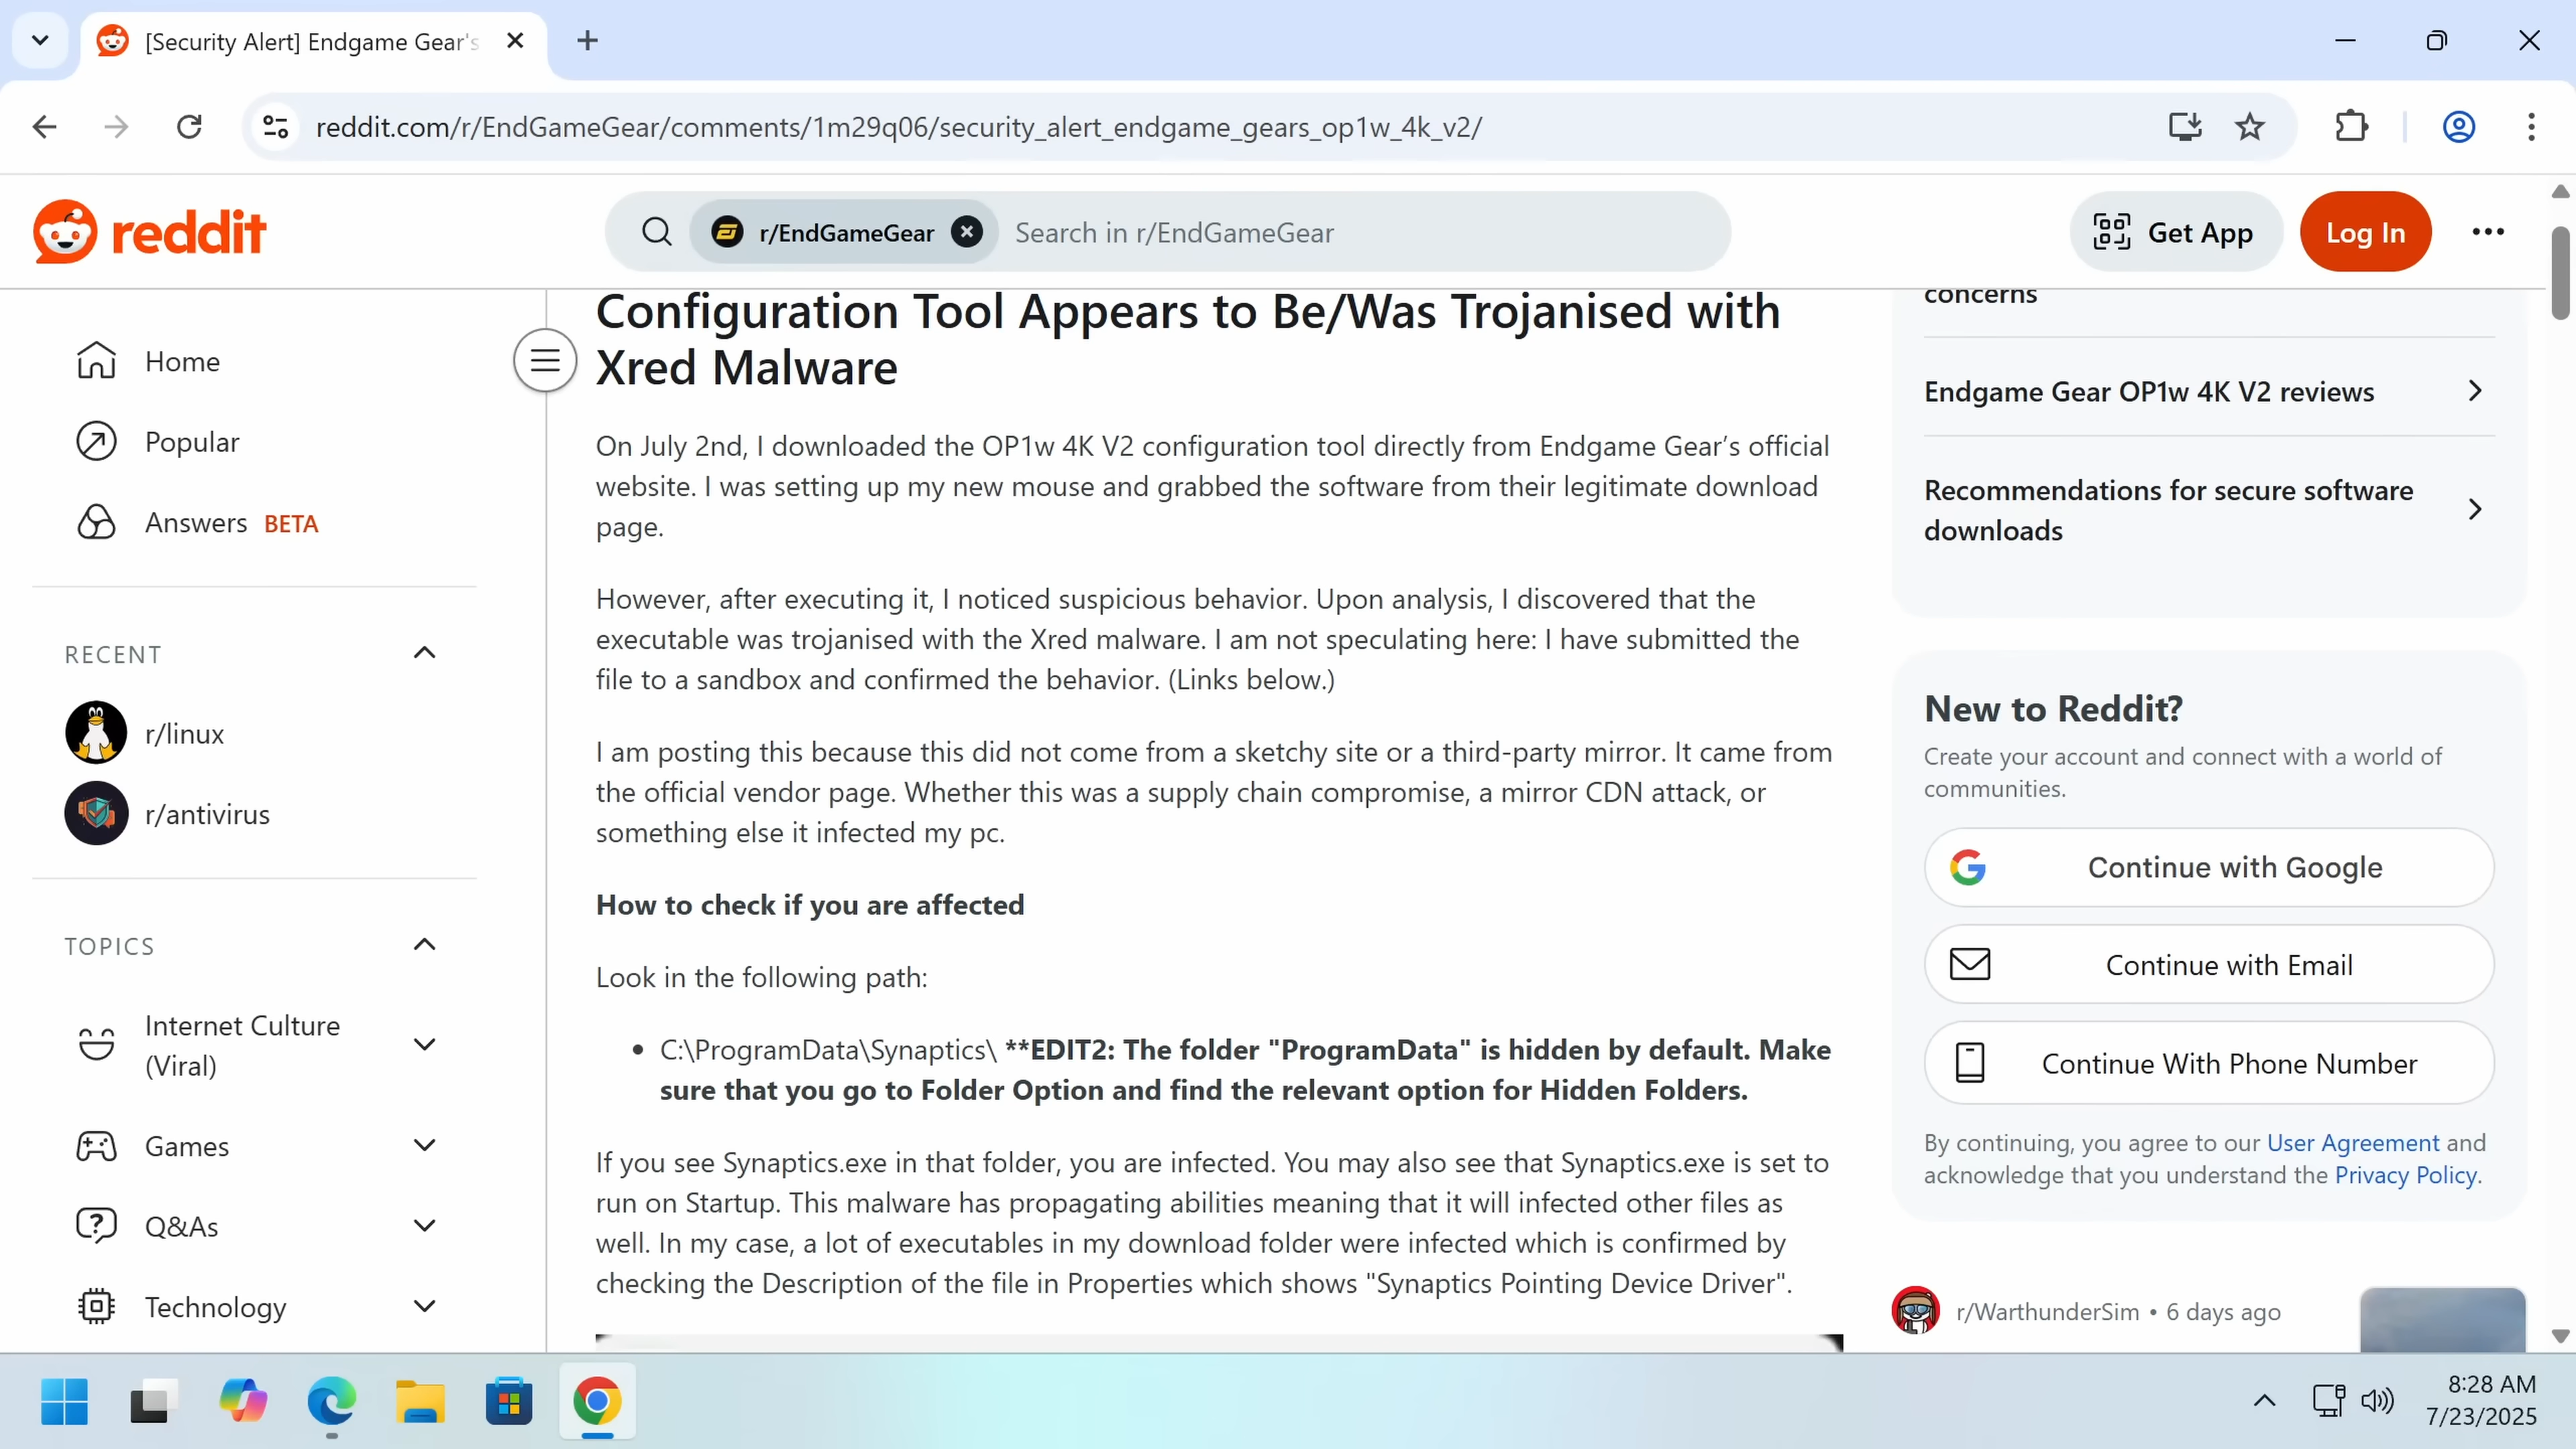 [Security Alert] Endgame Gear's
reddit.com/r/EndGameGear/comments/1m29q06/security_alert_endgame_gears_op1w_4k_v2/
reddit
r/EndGameGear
Search in r/EndGameGear
Get App
Log In
Home
Popular
Answers BETA
RECENT
r/linux
r/antivirus
TOPICS
Internet Culture
(Viral)
Games
Q&As
Technology
Configuration Tool Appears to Be/Was Trojanised with
Xred Malware
On July 2nd, I downloaded the OP1w 4K V2 configuration tool directly from Endgame Gear’s official
website. I was setting up my new mouse and grabbed the software from their legitimate download
page.
However, after executing it, I noticed suspicious behavior. Upon analysis, I discovered that the
executable was trojanised with the Xred malware. I am not speculating here: I have submitted the
file to a sandbox and confirmed the behavior. (Links below.)
I am posting this because this did not come from a sketchy site or a third-party mirror. It came from
the official vendor page. Whether this was a supply chain compromise, a mirror CDN attack, or
something else it infected my pc.
How to check if you are affected
Look in the following path:
• C:\ProgramData\Synaptics\ **EDIT2: The folder "ProgramData" is hidden by default. Make
sure that you go to Folder Option and find the relevant option for Hidden Folders.
If you see Synaptics.exe in that folder, you are infected. You may also see that Synaptics.exe is set to
run on Startup. This malware has propagating abilities meaning that it will infected other files as
well. In my case, a lot of executables in my download folder were infected which is confirmed by
checking the Description of the file in Properties which shows "Synaptics Pointing Device Driver".
concerns
Endgame Gear OP1w 4K V2 reviews
Recommendations for secure software
downloads
New to Reddit?
Create your account and connect with a world of
communities.
Continue with Google
Continue with Email
Continue With Phone Number
By continuing, you agree to our User Agreement and
acknowledge that you understand the Privacy Policy.
r/WarthunderSim • 6 days ago
8:28 AM
7/23/2025